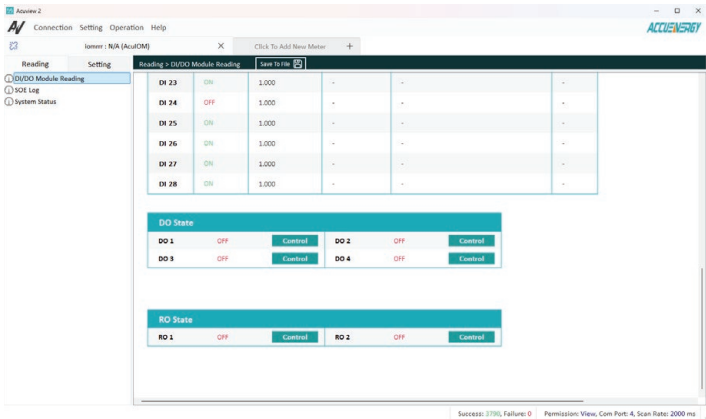 Acuview 2
Connection Setting Operation Help
ACCUENERGY
Iomrrr : N/A (AcuIOM) X Click To Add New Meter +
Reading Setting
Reading > DI/DO Module Reading Save To File
DI/DO Module Reading
SOE Log
System Status
DI 23 ON 1.000 - - -
DI 24 OFF 1.000 - - -
DI 25 ON 1.000 - - -
DI 26 ON 1.000 - - -
DI 27 ON 1.000 - - -
DI 28 ON 1.000 - - -
DO State
DO 1 OFF Control DO 2 OFF Control
DO 3 OFF Control DO 4 OFF Control
RO State
RO 1 OFF Control RO 2 OFF Control
Success: 3790, Failure: 0 Permission: View, Com Port: 4, Scan Rate: 2000 ms